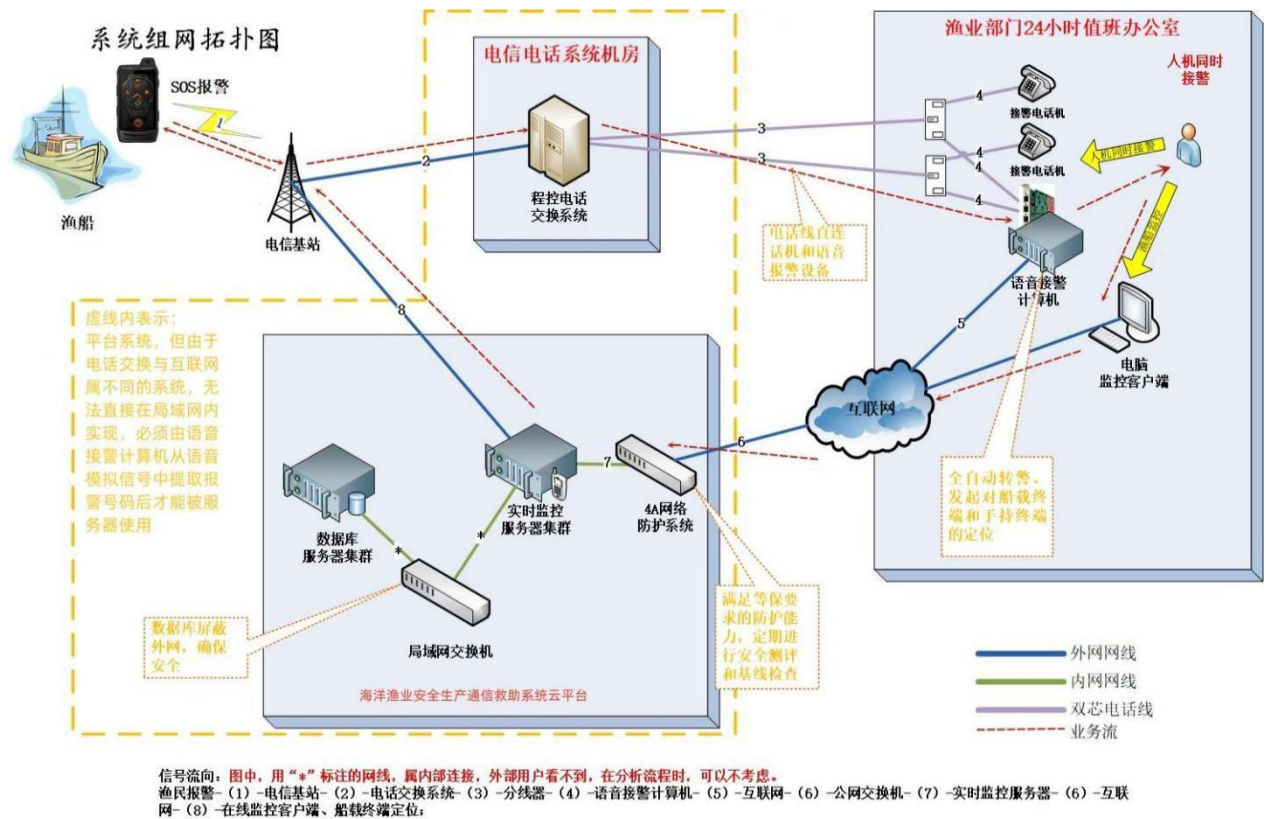 系统组网拓扑图
SOS报警
1
渔船
电信基站
2
电信电话系统机房
程控电话
交换系统
3
3
电话线直连
话机和语音
报警设备
渔业部门24小时值班办公室
人机同时
接警
4
接警电话机
4
4
接警电话机
4
人机同时接警
渔船监控
语音接警
计算机
5
电脑
监控客户端
互联网
6
全自动转警、
发起对船载终
端和手持终端
的定位
8
虚线内表示：
平台系统，但由于
电话交换与互联网
属不同的系统，无
法直接在局域网内
实现，必须由语音
接警计算机从语音
模拟信号中提取报
警号码后才能被服
务器使用
7
实时监控
服务器集群
4A网络
防护系统
数据库
服务器集群
*
*
局域网交换机
数据库屏蔽
外网，确保
安全
满足等保要
求的防护能
力，定期进
行安全测评
和基线检查
海洋渔业安全生产通信救助系统云平台
外网网线
内网网线
双芯电话线
业务流
信号流向：图中，用“*”标注的网线，属内部连接，外部用户看不到，在分析流程时，可以不考虑。
渔民报警-（1）-电信基站-（2）-电话交换系统-（3）-分线器-（4）-语音接警计算机-（5）-互联网-（6）-公网交换机-（7）-实时监控服务器-（6）-互联
网-（8）-在线监控客户端、船载终端定位；